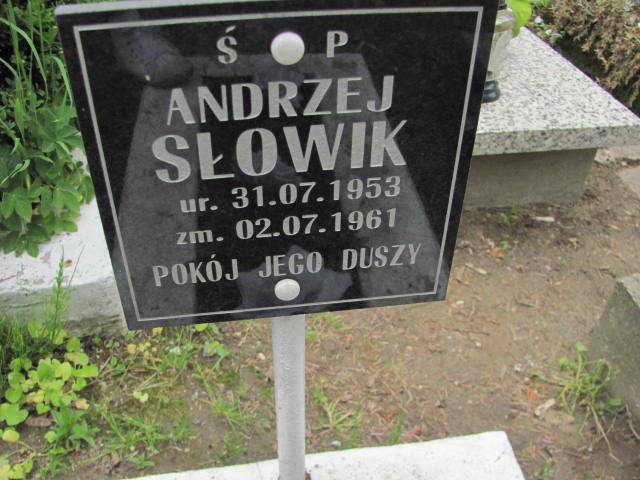 Ś P
ANDRZEJ
SŁOWIK
ur. 31.07.1953
zm. 02.07.1961
POKÓJ JEGO DUSZY